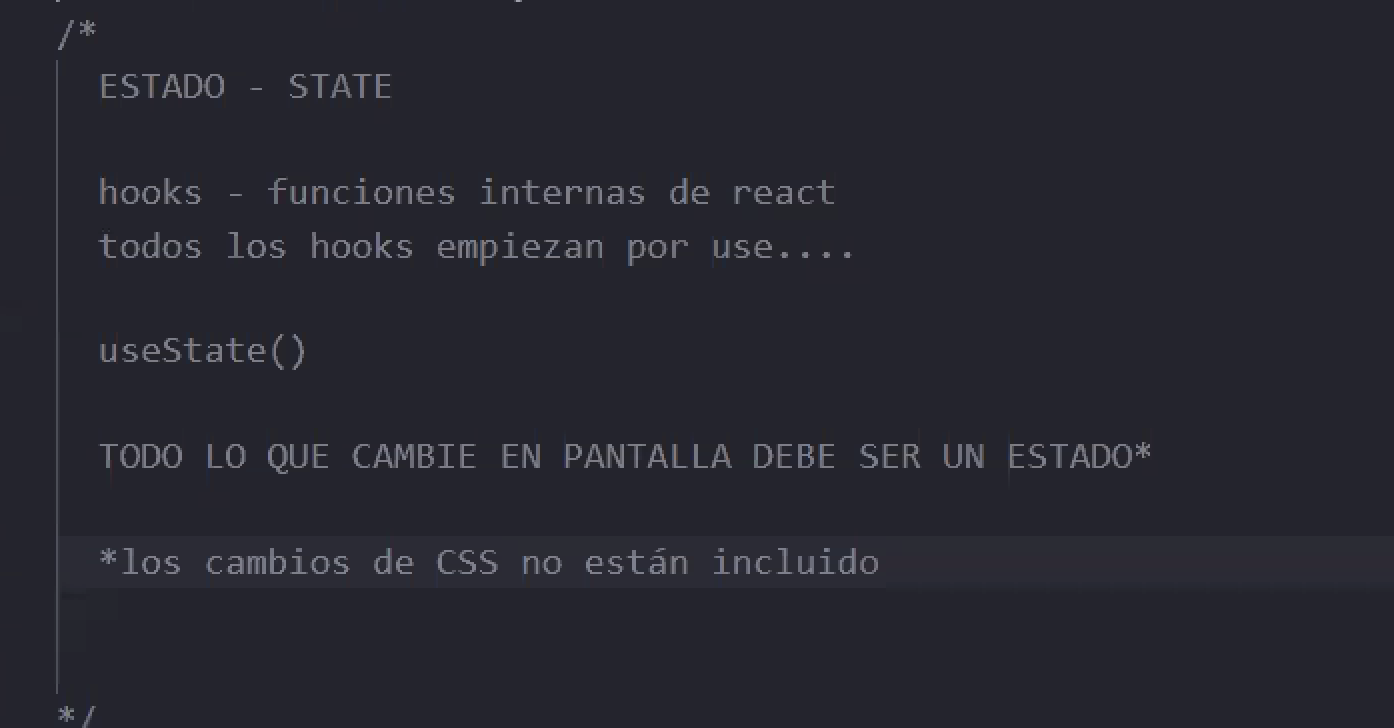 /*
ESTADO - STATE
hooks - funciones internas de react
todos los hooks empiezan por use....
useState()
TODO LO QUE CAMBIE EN PANTALLA DEBE SER UN ESTADO*
*los cambios de CSS no están incluido
*/